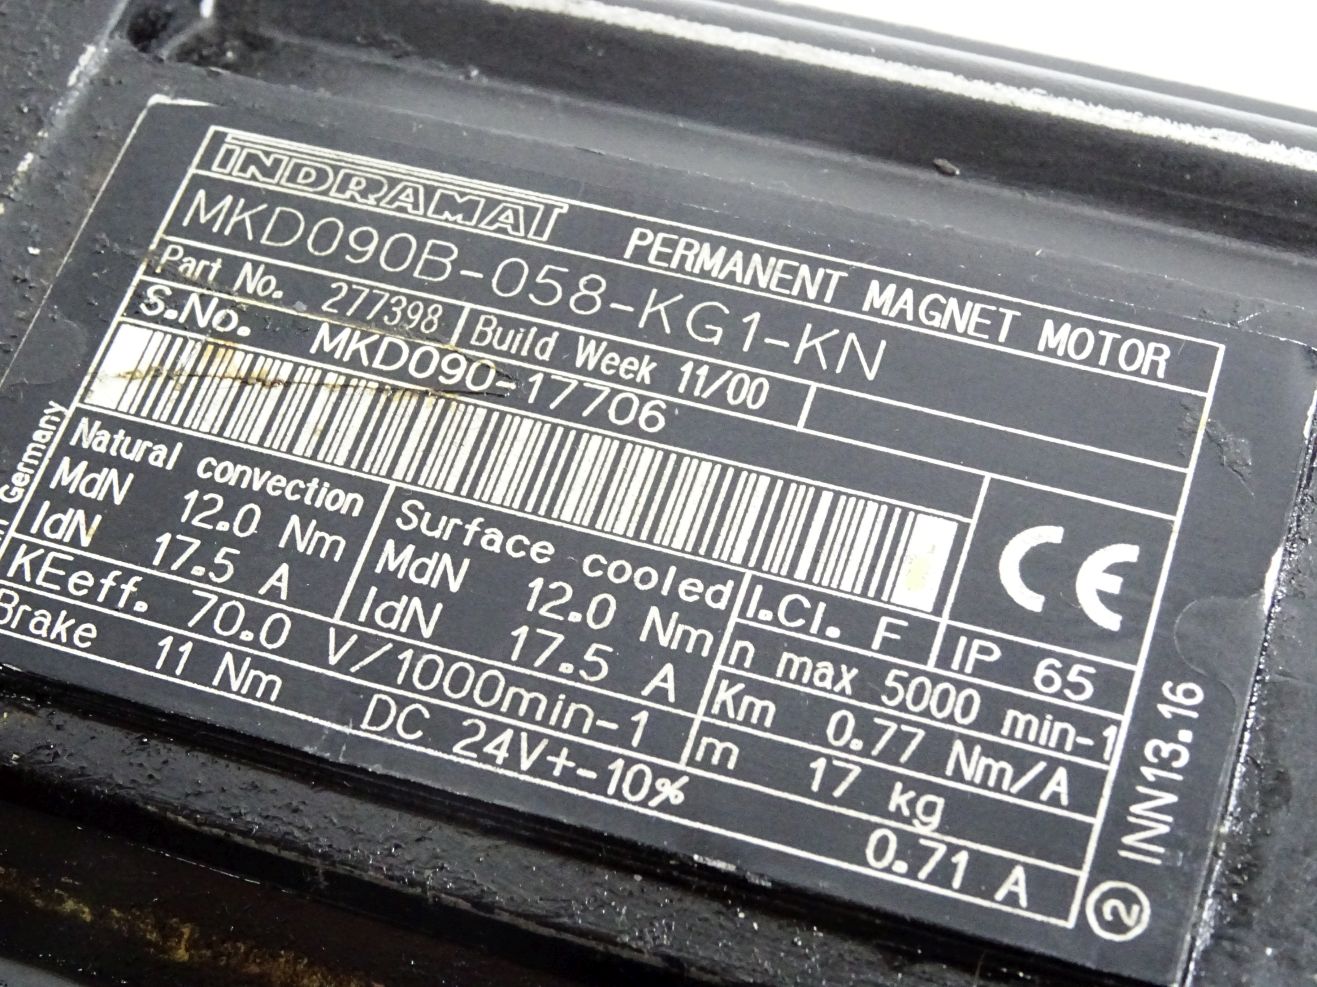 INDRAMAT PERMANENT MAGNET MOTOR
MKD090B-058-KG1-KN
Part No. 277398 Build Week 11/00
S.No. MKD090-17706
Natural convection
MdN 12.0 Nm
IdN 17.5 A
Surface cooled
MdN 12.0 Nm
IdN 17.5 A
CE
I.Cl. F IP 65
n max 5000 min-1
KEeff. 70.0 V/1000min-1
Km 0.77 Nm/A
m 17 kg
Brake 11 Nm DC 24V+-10% 0.71 A
Germany
INN13.16
2